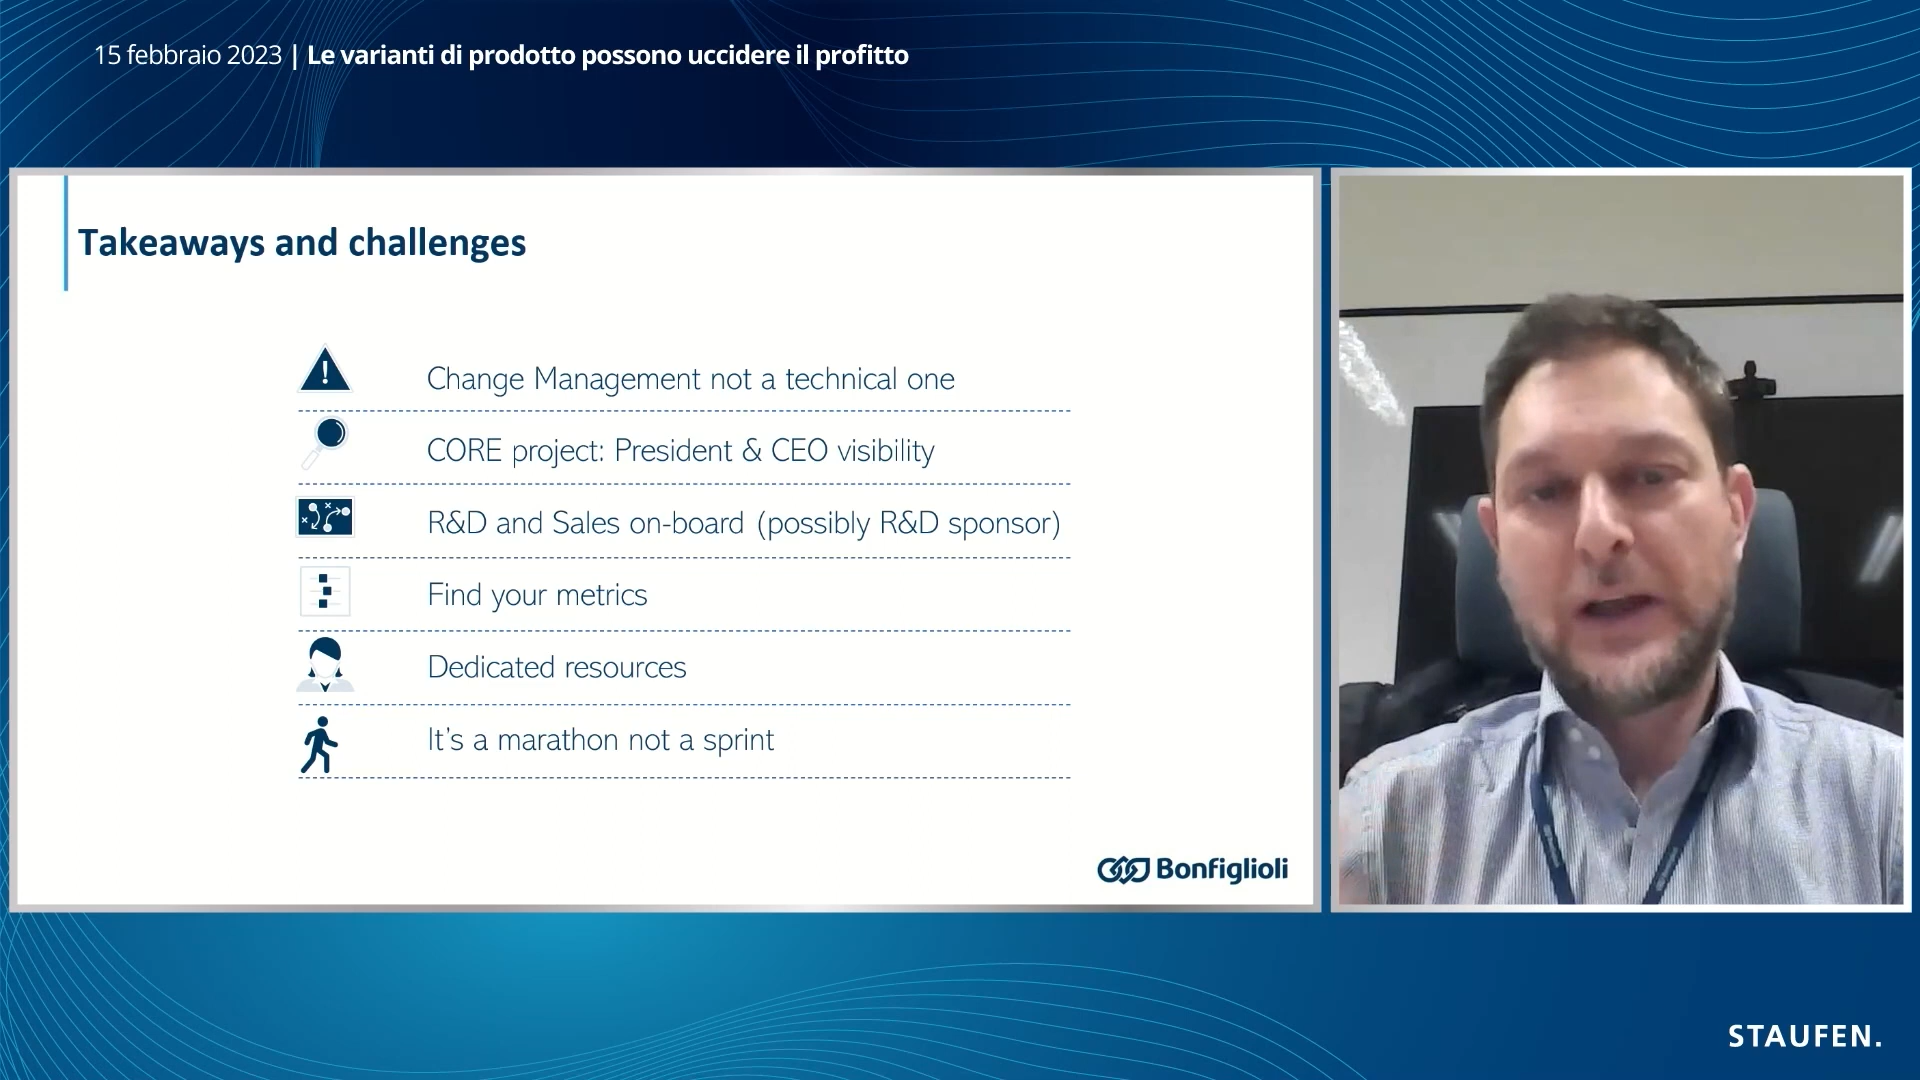 15 febbraio 2023 | Le varianti di prodotto possono uccidere il profitto
Takeaways and challenges
Change Management not a technical one
CORE project: President & CEO visibility
R&D and Sales on-board (possibly R&D sponsor)
Find your metrics
Dedicated resources
It's a marathon not a sprint
Bonfiglioli
STAUFEN.